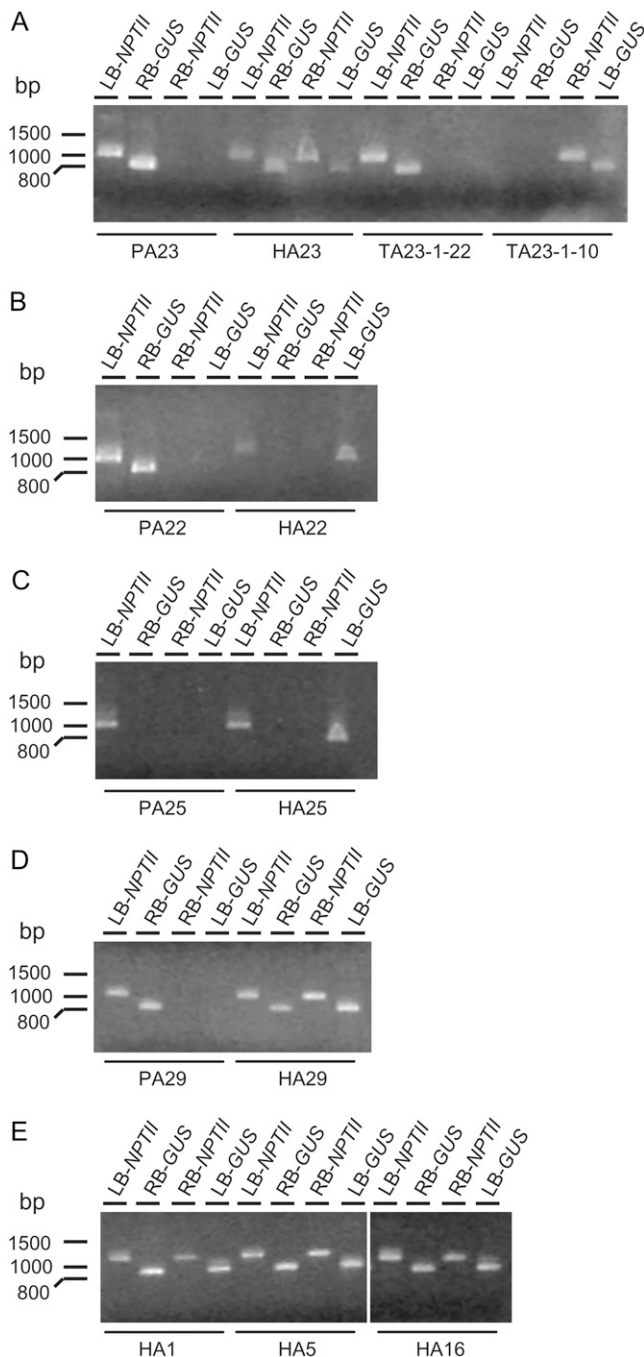 A
LB-NPTII RB-GUS RB-NPTII LB-GUS LB-NPTII RB-GUS RB-NPTII LB-GUS LB-NPTII RB-GUS RB-NPTII LB-GUS LB-NPTII RB-GUS RB-NPTII LB-GUS
bp
1500
1000
800
PA23 HA23 TA23-1-22 TA23-1-10
B
LB-NPTII RB-GUS RB-NPTII LB-GUS LB-NPTII RB-GUS RB-NPTII LB-GUS
bp
1500
1000
800
PA22 HA22
C
LB-NPTII RB-GUS RB-NPTII LB-GUS LB-NPTII RB-GUS RB-NPTII LB-GUS
bp
1500
1000
800
PA25 HA25
D
LB-NPTII RB-GUS RB-NPTII LB-GUS LB-NPTII RB-GUS RB-NPTII LB-GUS
bp
1500
1000
800
PA29 HA29
E
LB-NPTII RB-GUS RB-NPTII LB-GUS LB-NPTII RB-GUS RB-NPTII LB-GUS LB-NPTII RB-GUS RB-NPTII LB-GUS
bp
1500
1000
800
HA1 HA5 HA16